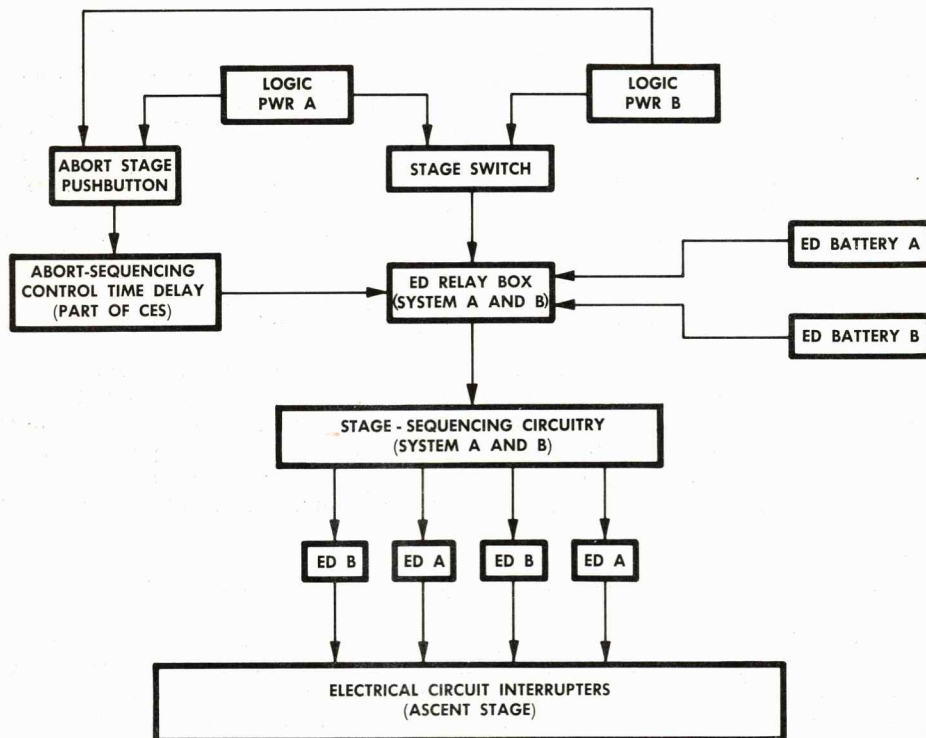 LOGIC
PWR A
LOGIC
PWR B
ABORT STAGE
PUSHBUTTON
STAGE SWITCH
ED BATTERY A
ABORT-SEQUENCING
CONTROL TIME DELAY
(PART OF CES)
ED RELAY BOX
(SYSTEM A AND B)
ED BATTERY B
STAGE - SEQUENCING CIRCUITRY
(SYSTEM A AND B)
ED B
ED A
ED B
ED A
ELECTRICAL CIRCUIT INTERRUPTERS
(ASCENT STAGE)